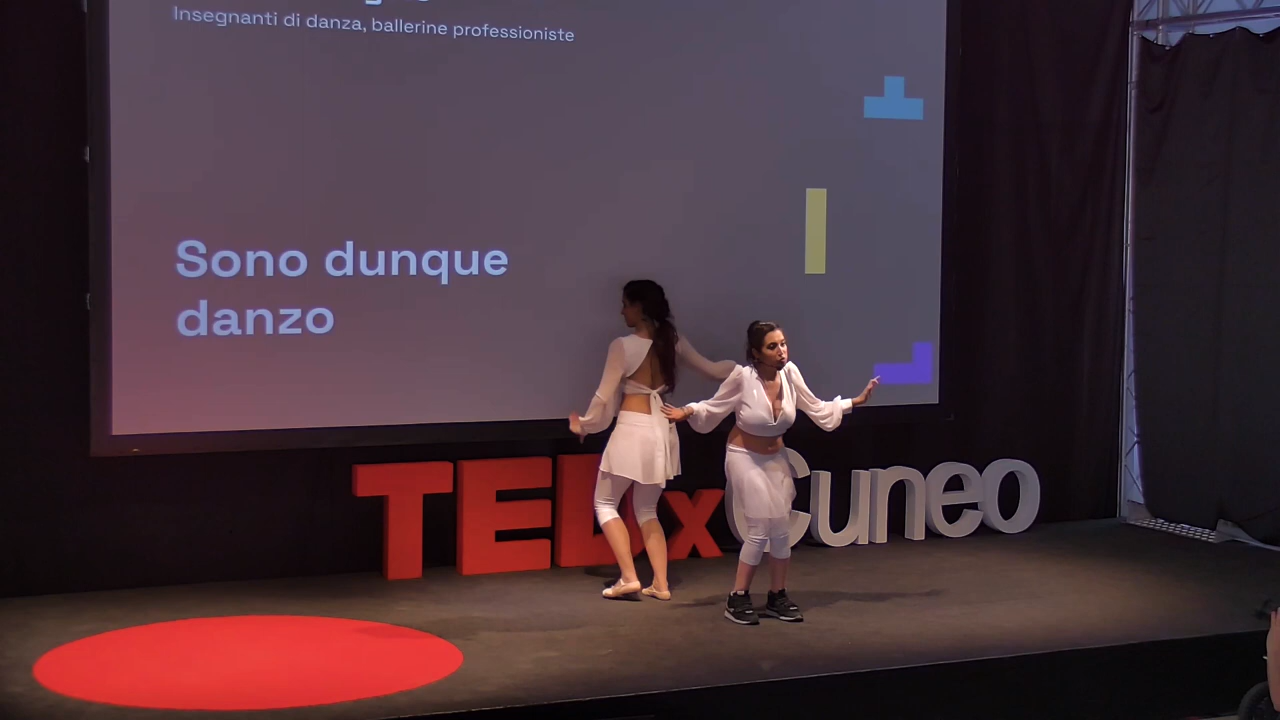 Insegnanti di danza, ballerine professioniste
Sono dunque
danzo
TEDxCuneo